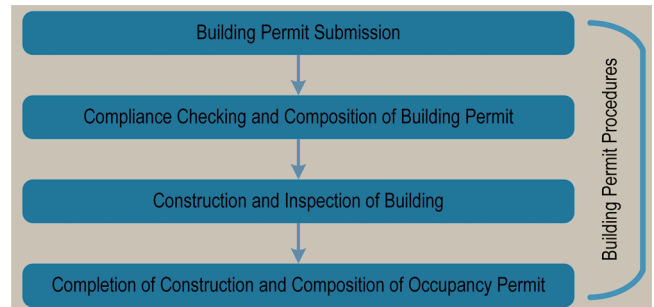 Building Permit Submission
Compliance Checking and Composition of Building Permit
Construction and Inspection of Building
Completion of Construction and Composition of Occupancy Permit
Building Permit Procedures